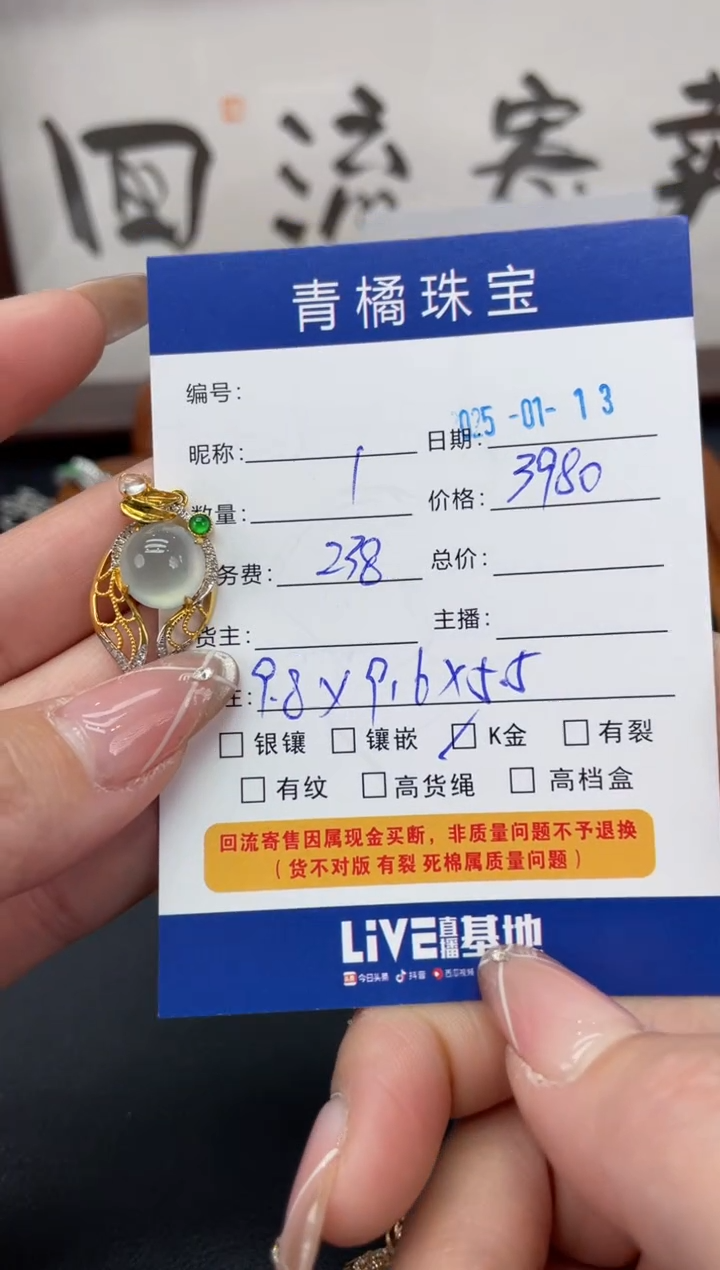 回流寄
青橘珠宝
编号:
昵称: 日期: 025-01-13
数量: 1 价格: 3980
务费: 238 总价:
货主: 主播:
注: 9.8x9.6x5.5
银镶 镶嵌 K金 有裂
有纹 高货绳 高档盒
回流寄售因属现金买断，非质量问题不予退换
（货不对版 有裂 死棉属质量问题）
LiVE直播基地
今日头条 抖音 西瓜视频